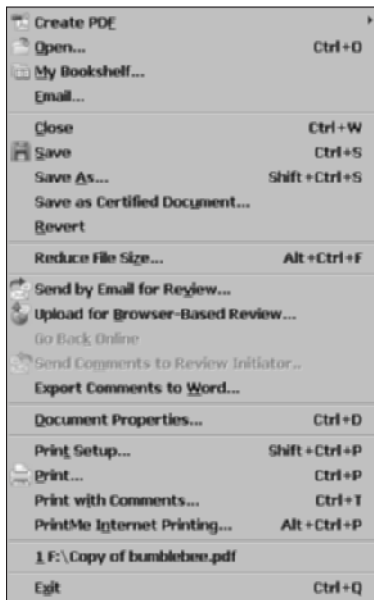 Create PDF
Open... Ctrl+O
My Bookshelf...
Email...
Close Ctrl+W
Save Ctrl+S
Save As... Shift+Ctrl+S
Save as Certified Document...
Revert
Reduce File Size... Alt+Ctrl+F
Send by Email for Review...
Upload for Browser-Based Review...
Go Back Online
Send Comments to Review Initiator..
Export Comments to Word...
Document Properties... Ctrl+D
Print Setup... Shift+Ctrl+P
Print... Ctrl+P
Print with Comments... Ctrl+T
PrintMe Internet Printing... Alt+Ctrl+P
1 F:\Copy of bumblebee.pdf
Exit Ctrl+Q